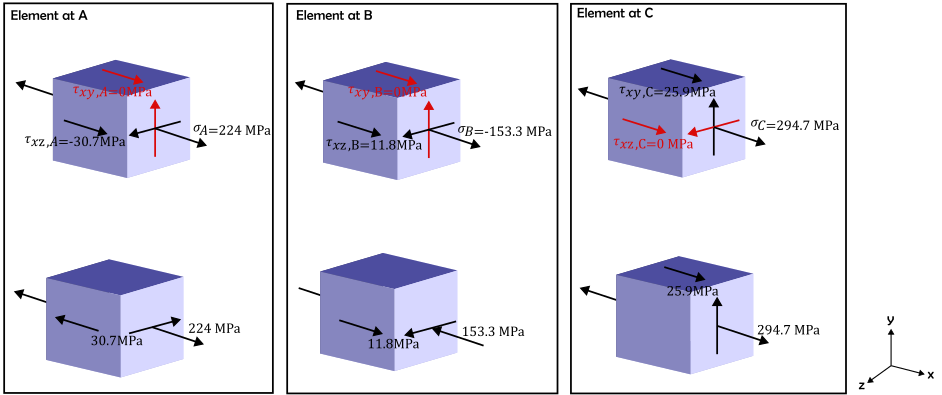 Element at A
τxy,A=0MPa
σA=224 MPa
τxz,A=-30.7MPa
224 MPa
30.7MPa
Element at B
τxy,B=0MPa
σB=-153.3 MPa
τxz,B=11.8MPa
153.3 MPa
11.8MPa
Element at C
τxy,C=25.9MPa
σC=294.7 MPa
τxz,C=0 MPa
25.9MPa
294.7 MPa
y
x
z